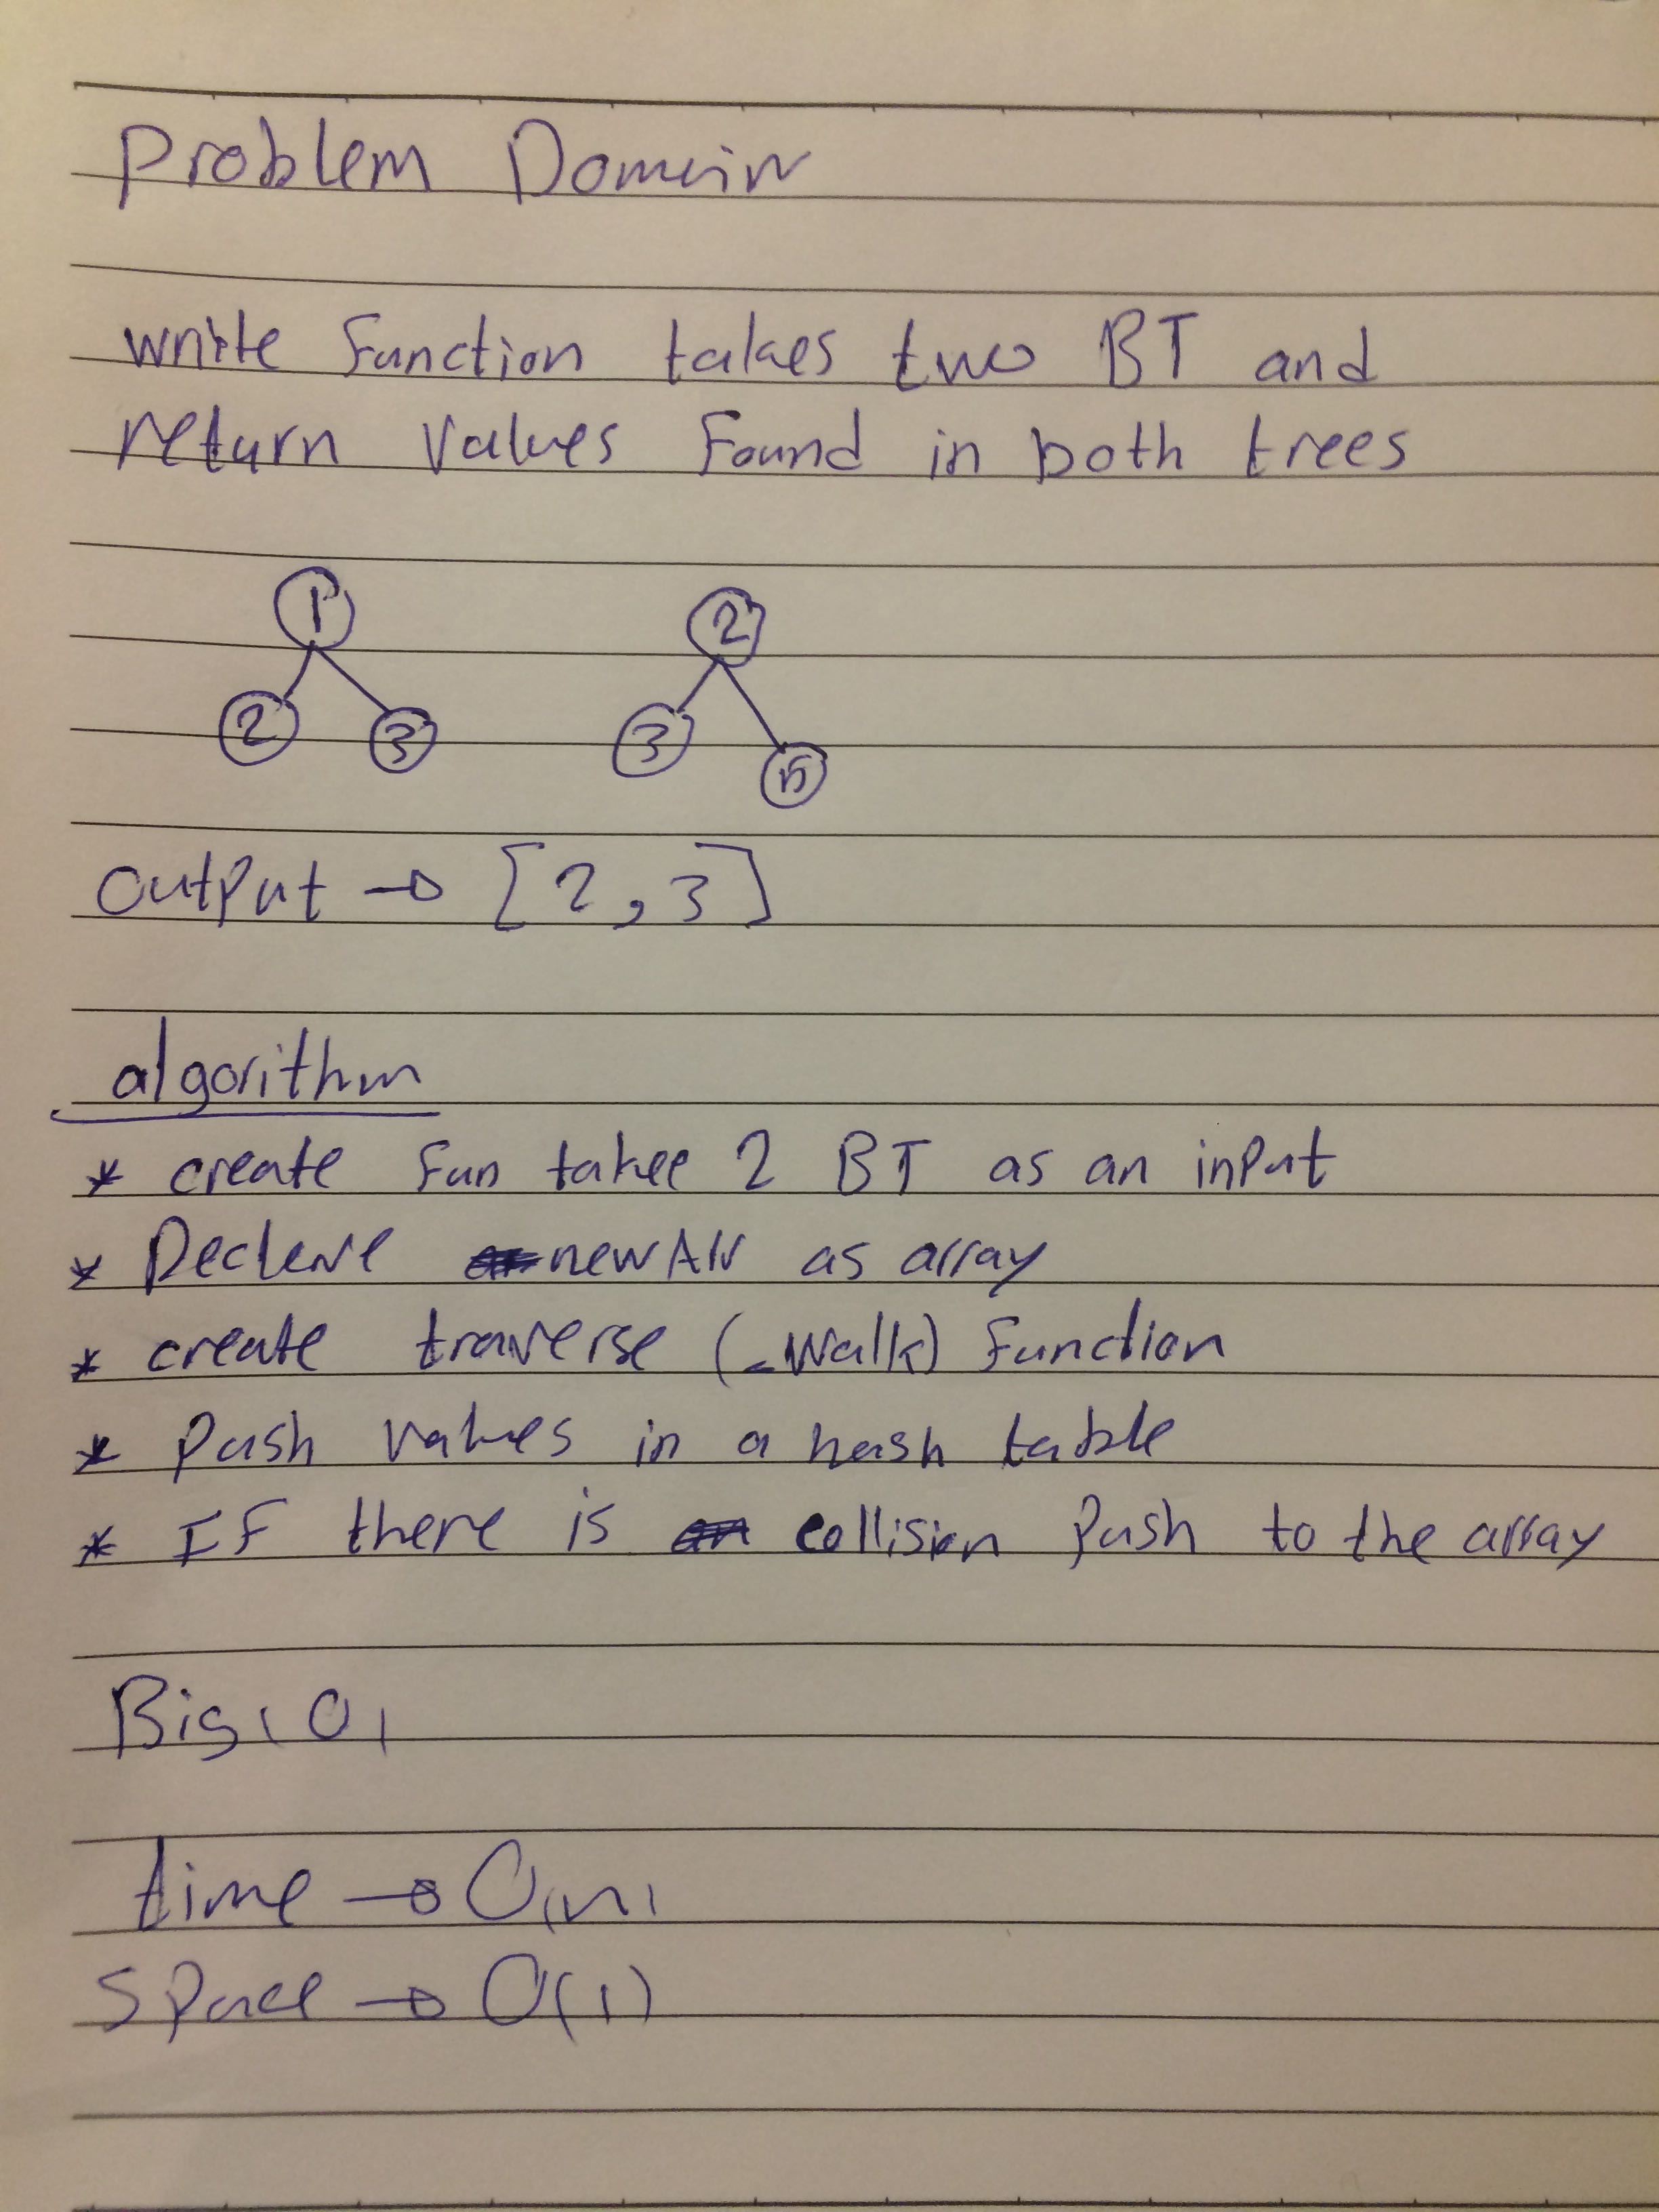 Problem Domain
write function takes two BT and
return values found in both trees
1 2
2 3 3 15
output → [2,3]
algorithm
* create fun takee 2 BT as an input
* Declere newArr as array
* create traverse (_walk) function
* Push values in a hash table
* IF there is collision Push to the array
Big(O)
time → O(n)
space → O(1)